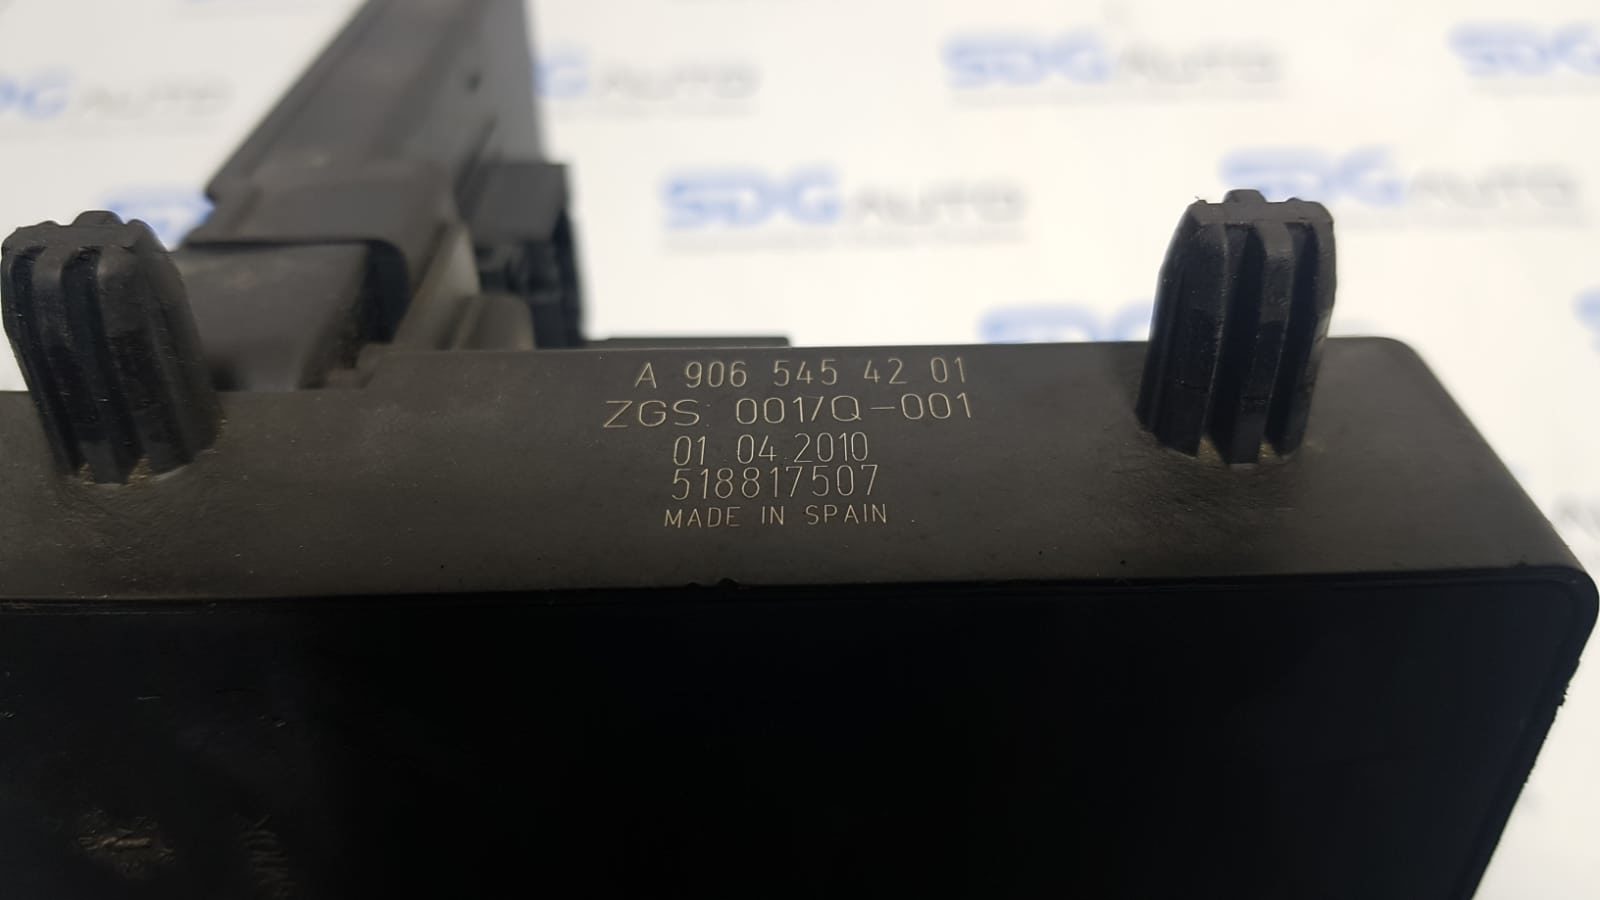 SDG AUTO
SDG AUTO
SDG AUTO
SDG AUTO
A 906 545 42 01
ZGS: 001/Q-001
01.04.2010
518817507
MADE IN SPAIN